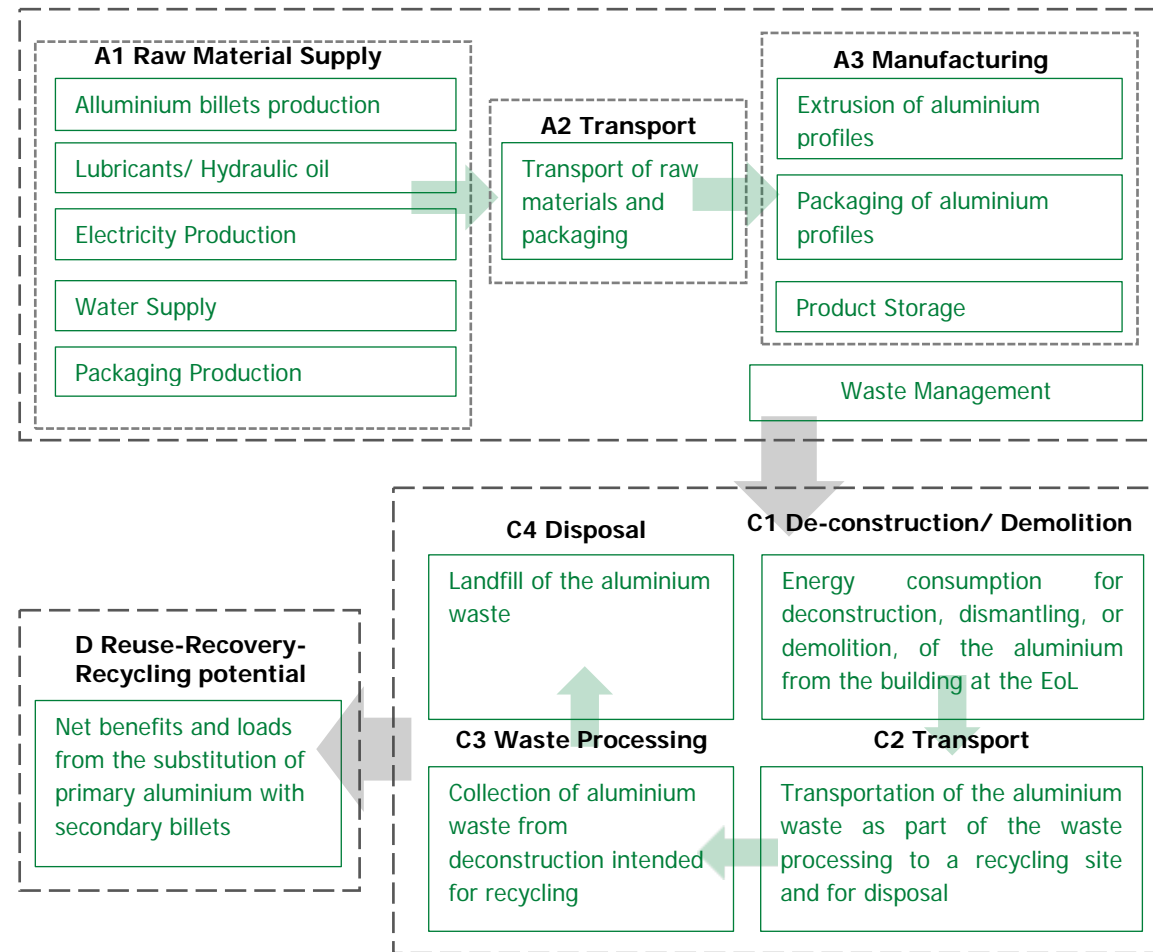 A1 Raw Material Supply
Alluminium billets production
Lubricants/ Hydraulic oil
Electricity Production
Water Supply
Packaging Production
A2 Transport
Transport of raw
materials and
packaging
A3 Manufacturing
Extrusion of aluminium
profiles
Packaging of aluminium
profiles
Product Storage
Waste Management
C1 De-construction/ Demolition
Energy consumption for
deconstruction, dismantling, or
demolition, of the aluminium
from the building at the EoL
C2 Transport
Transportation of the aluminium
waste as part of the waste
processing to a recycling site
and for disposal
C3 Waste Processing
Collection of aluminium
waste from
deconstruction intended
for recycling
C4 Disposal
Landfill of the aluminium
waste
D Reuse-Recovery-
Recycling potential
Net benefits and loads
from the substitution of
primary aluminium with
secondary billets